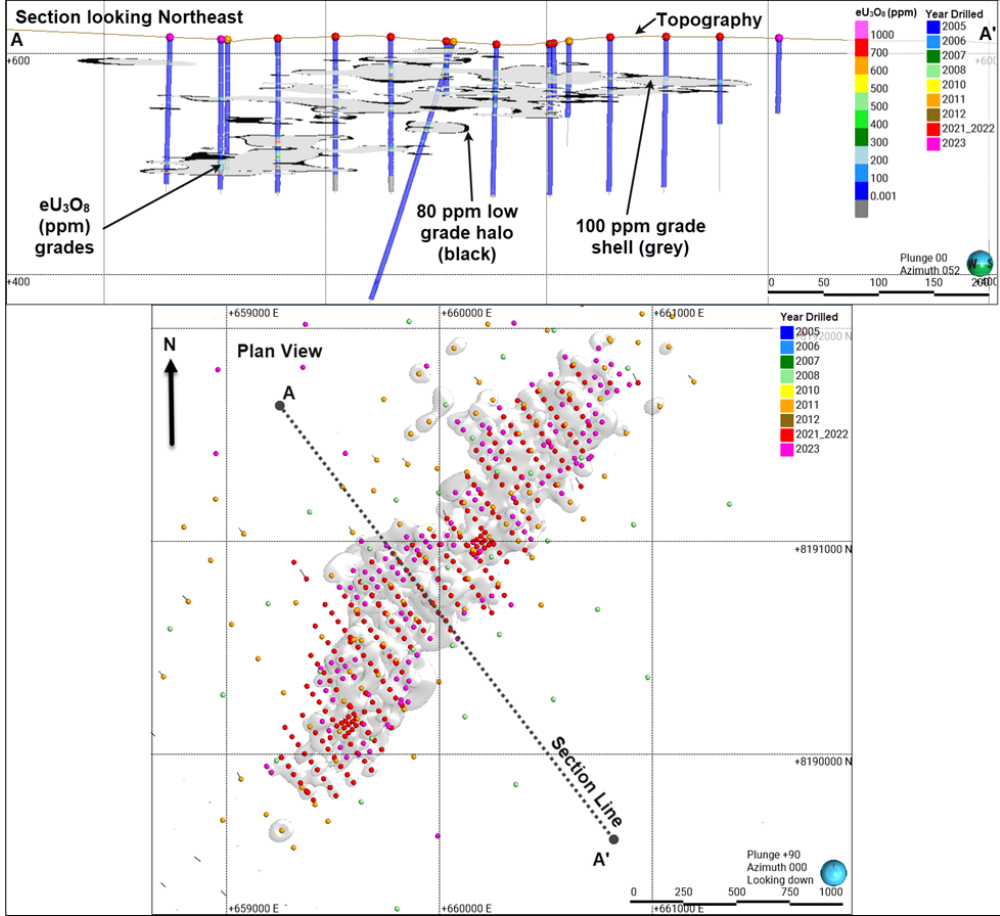 Section looking Northeast
Topography
A
A'
+600
+600
eU₃O₈ (ppm)
1000
700
600
500
500
400
300
200
100
0.001
Year Drilled
2005
2006
2007
2008
2010
2011
2012
2021_2022
2023
eU₃O₈
(ppm)
grades
80 ppm low
grade halo
(black)
100 ppm grade
shell (grey)
Plunge 00
Azimuth 052
W+S
+400
+400
0 50 100 150 200
+659000 E +660000 E +661000 E
Plan View
N
A
Year Drilled
2005
2006
2007
2008
2010
2011
2012
2021_2022
2023
+8192000 N
+8191000 N
+8190000 N
Section Line
A'
Plunge +90
Azimuth 000
Looking down
0 250 500 750 1000
+659000 E +660000 E +661000 E